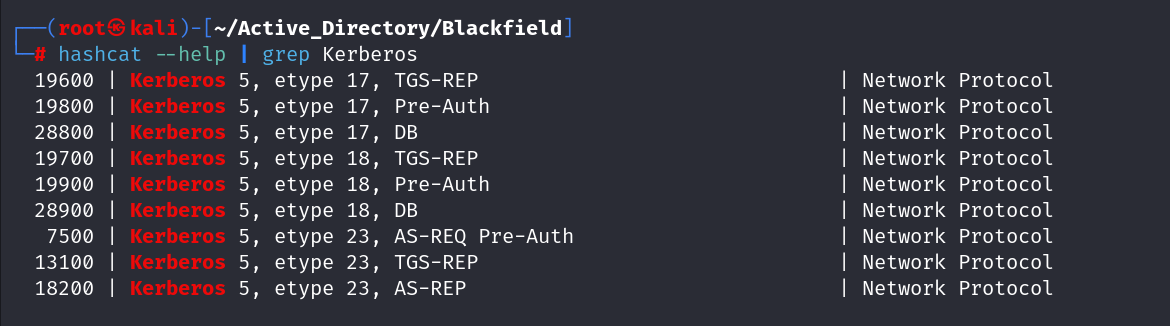 ┌──(root㉿kali)-[~/Active_Directory/Blackfield]
└─# hashcat --help | grep Kerberos
  19600 | Kerberos 5, etype 17, TGS-REP                              | Network Protocol
  19800 | Kerberos 5, etype 17, Pre-Auth                             | Network Protocol
  28800 | Kerberos 5, etype 17, DB                                   | Network Protocol
  19700 | Kerberos 5, etype 18, TGS-REP                              | Network Protocol
  19900 | Kerberos 5, etype 18, Pre-Auth                             | Network Protocol
  28900 | Kerberos 5, etype 18, DB                                   | Network Protocol
   7500 | Kerberos 5, etype 23, AS-REQ Pre-Auth                      | Network Protocol
  13100 | Kerberos 5, etype 23, TGS-REP                              | Network Protocol
  18200 | Kerberos 5, etype 23, AS-REP                               | Network Protocol